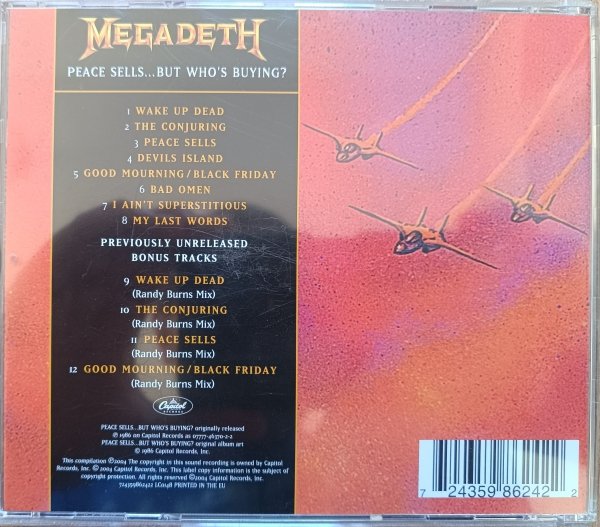 MEGADETH
PEACE SELLS...BUT WHO'S BUYING?
1 WAKE UP DEAD
2 THE CONJURING
3 PEACE SELLS
4 DEVILS ISLAND
5 GOOD MOURNING/BLACK FRIDAY
6 BAD OMEN
7 I AIN'T SUPERSTITIOUS
8 MY LAST WORDS
PREVIOUSLY UNRELEASED
BONUS TRACKS
9 WAKE UP DEAD
(Randy Burns Mix)
10 THE CONJURING
(Randy Burns Mix)
11 PEACE SELLS
(Randy Burns Mix)
12 GOOD MOURNING/BLACK FRIDAY
(Randy Burns Mix)
Capitol
RECORDS
PEACE SELLS...BUT WHO'S BUYING? originally released
℗ 1986 on Capitol Records as 07777-46370-2-2
PEACE SELLS...BUT WHO'S BUYING? original album art
© 1986 Capitol Records, Inc.
This compilation ℗2004 The copyright in this sound recording is owned by Capitol
Records, Inc. © 2004 Capitol Records, Inc. This label copy information is the subject of
copyright protection. All rights reserved. ©2004 Capitol Records, Inc.
724359862422 LC0148 PRINTED IN THE EU
7 24359 86242 2